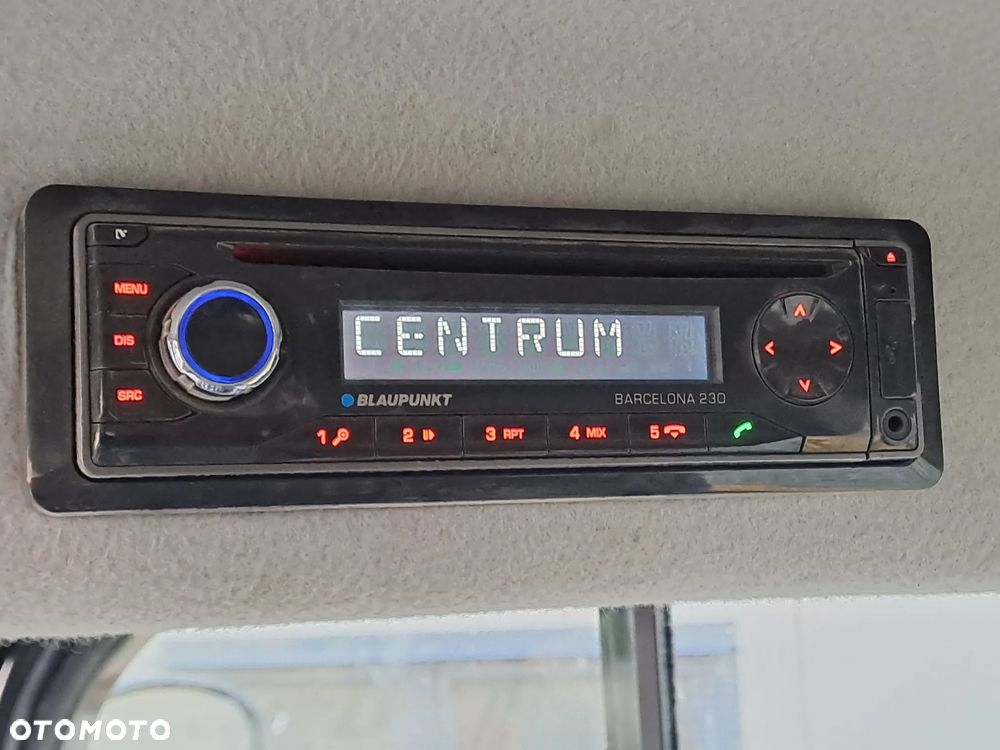 MENU
DIS
SRC
CENTRUM
BLAUPUNKT
BARCELONA 230
1
2
3 RPT
4 MIX
5
OTOMOTO